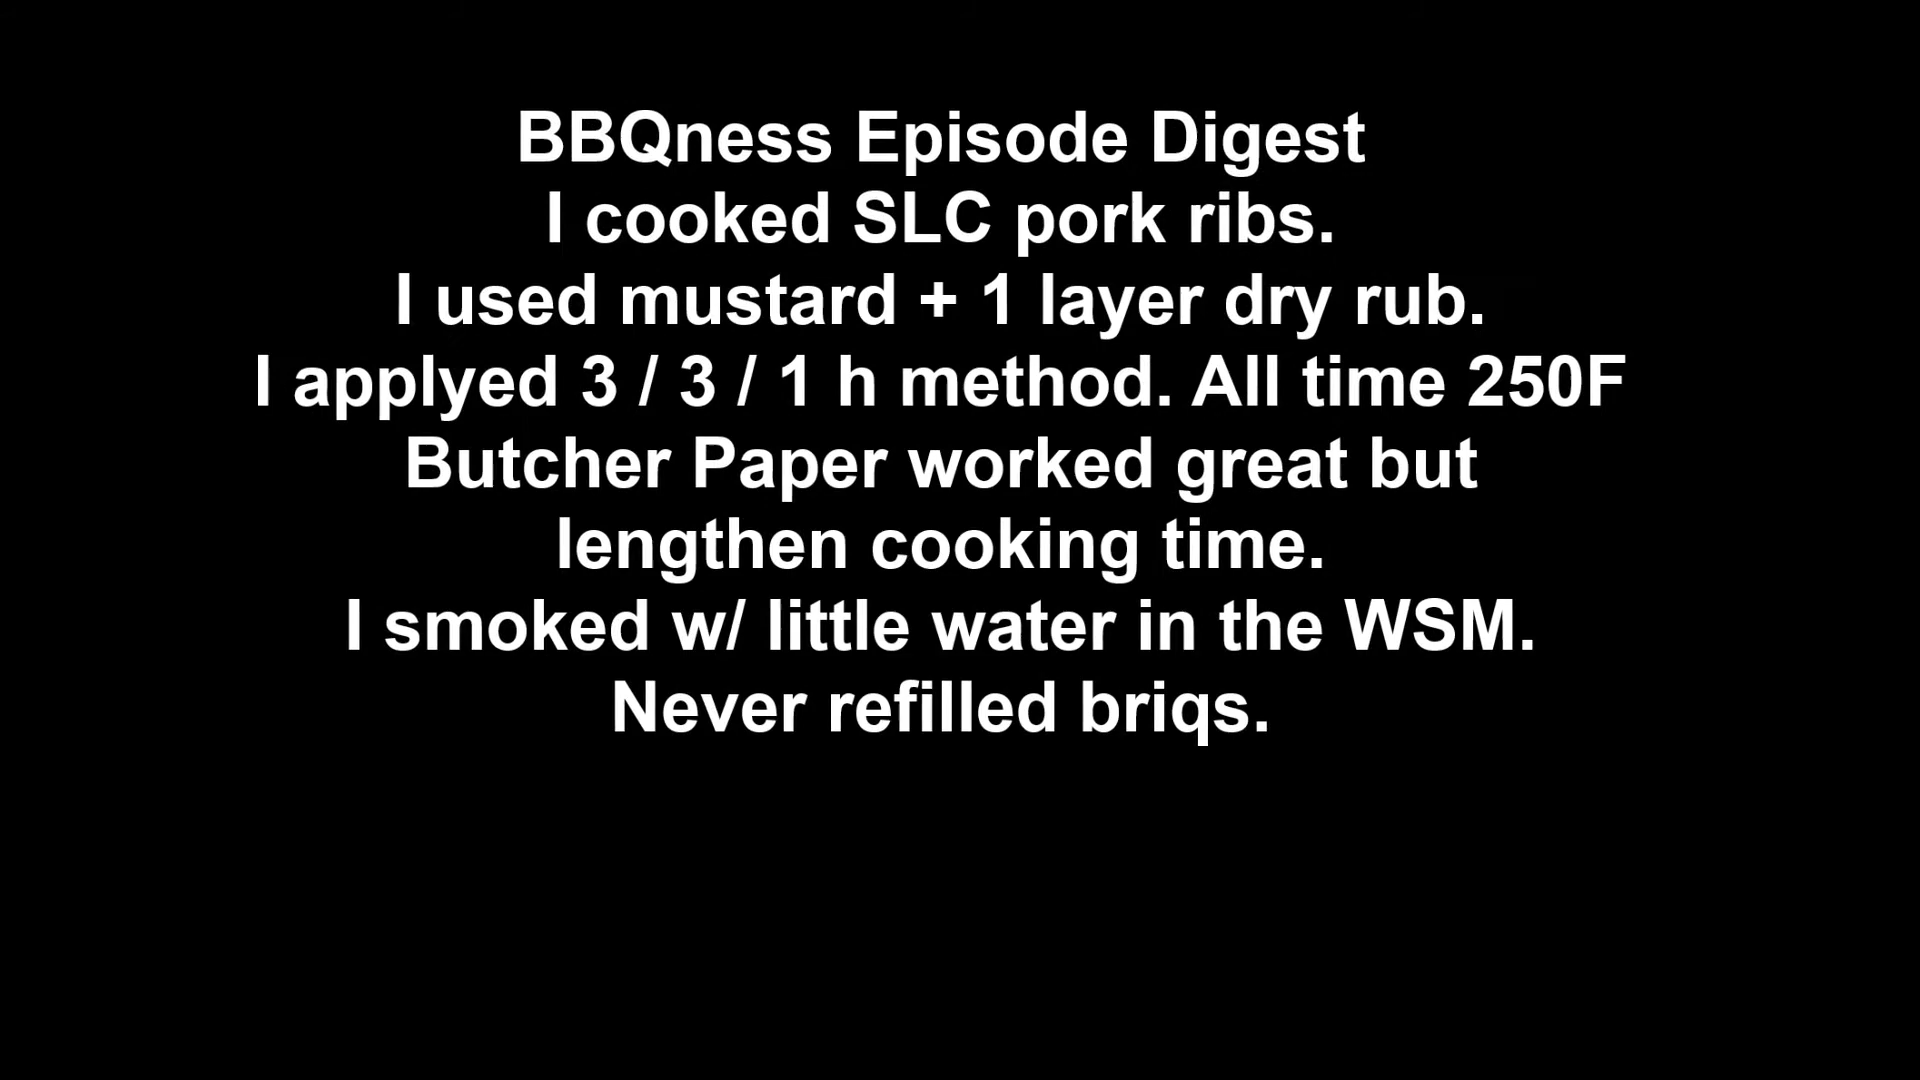 BBQness Episode Digest
I cooked SLC pork ribs.
I used mustard + 1 layer dry rub.
I applyed 3 / 3 / 1 h method. All time 250F
Butcher Paper worked great but
lengthen cooking time.
I smoked w/ little water in the WSM.
Never refilled briqs.